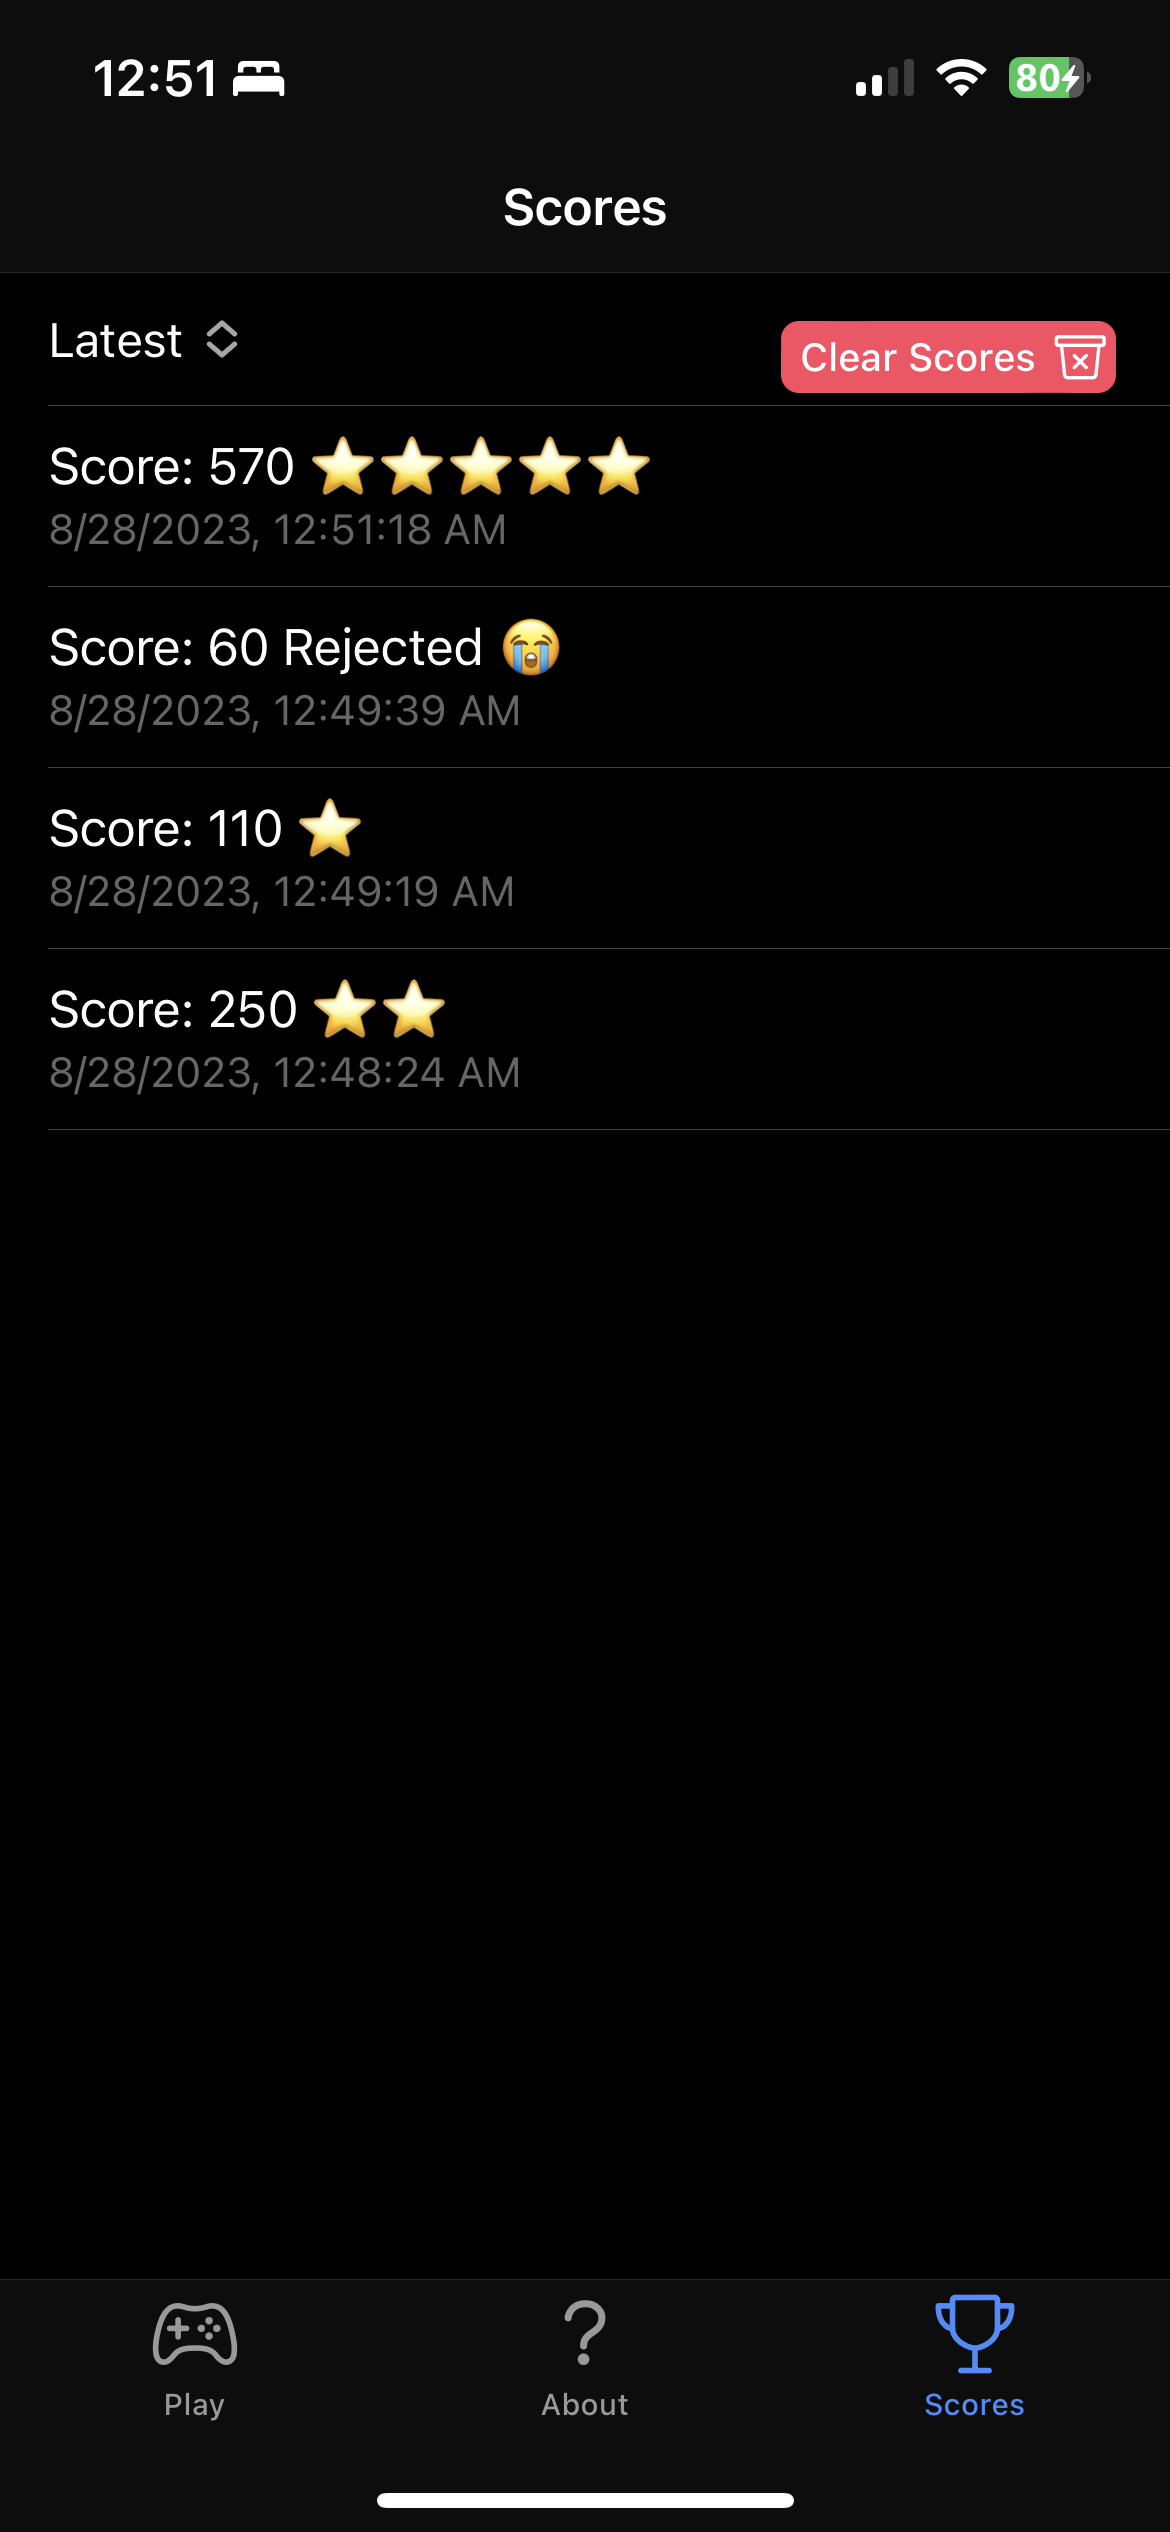 12:51
80
Scores
Latest
Clear Scores
Score: 570 ⭐⭐⭐⭐⭐
8/28/2023, 12:51:18 AM
Score: 60 Rejected 😭
8/28/2023, 12:49:39 AM
Score: 110 ⭐
8/28/2023, 12:49:19 AM
Score: 250 ⭐⭐
8/28/2023, 12:48:24 AM
Play
About
Scores